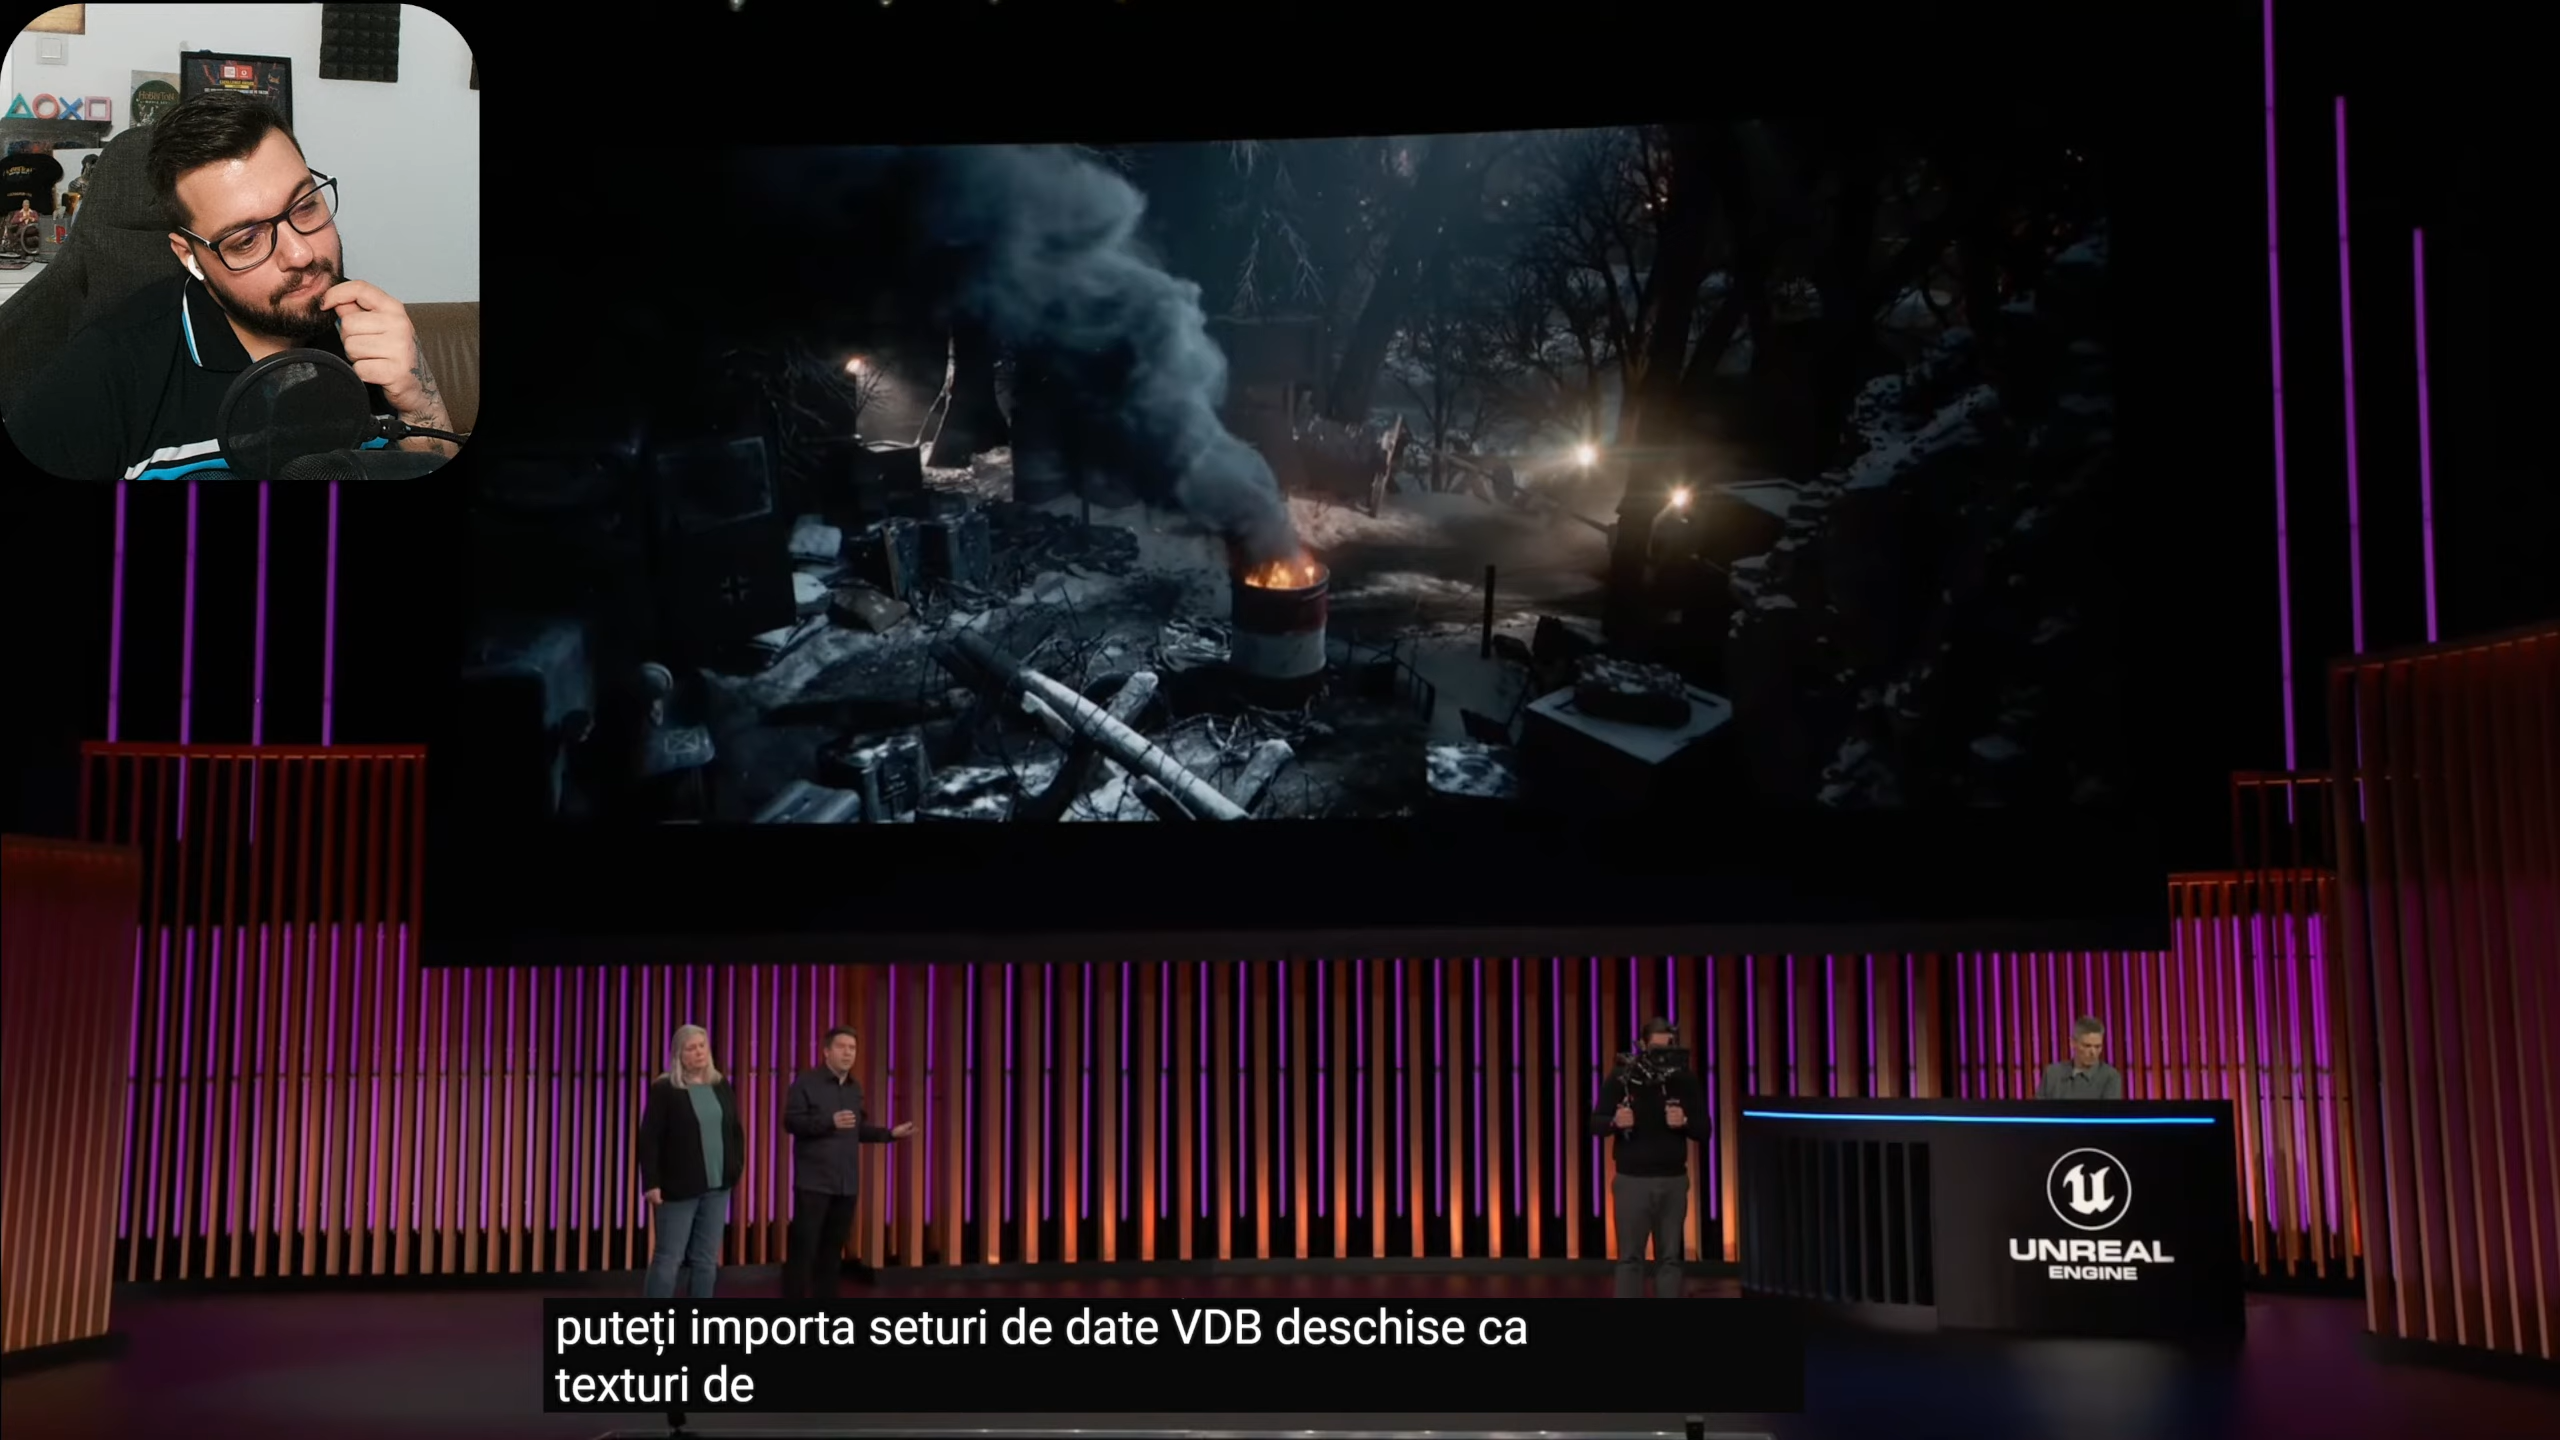 UNREAL
ENGINE
puteți importa seturi de date VDB deschise ca
texturi de